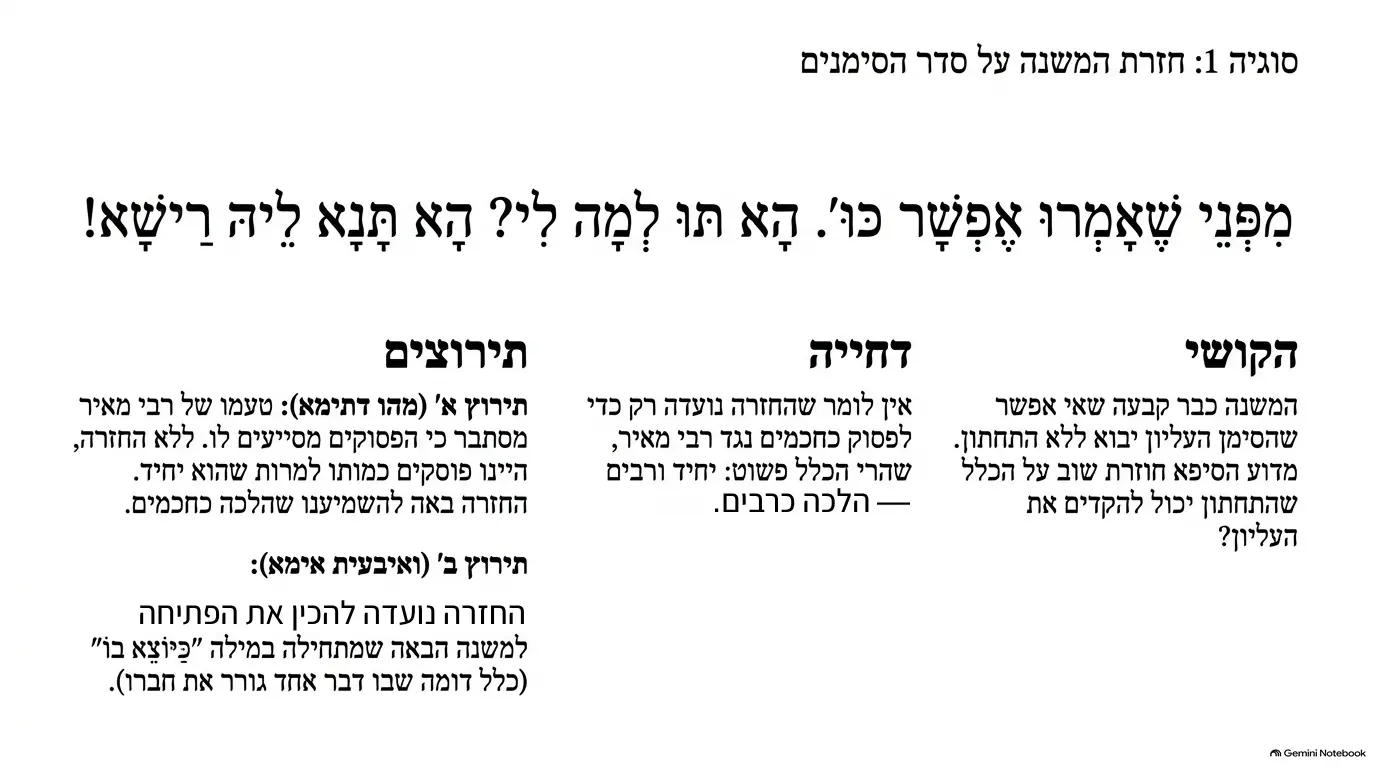 סוגיה 1: חזרת המשנה על סדר הסימנים
מִפְּנֵי שֶׁאָמְרוּ אֶפְשָׁר כּוּ'. הָא תּוּ לְמָה לִי? הָא תָּנָא לֵיהּ רֵישָׁא!
הקושי
המשנה כבר קבעה שאי אפשר
שהסימן העליון יבוא ללא התחתון.
מדוע הסיפא חוזרת שוב על הכלל
שהתחתון יכול להקדים את
העליון?
דחייה
אין לומר שהחזרה נועדה רק כדי
לפסוק כחכמים נגד רבי מאיר,
שהרי הכלל פשוט: יחיד ורבים
— הלכה כרבים.
תירוצים
תירוץ א' (מהו דתימא): טעמו של רבי מאיר
מסתבר כי הפסוקים מסייעים לו. ללא החזרה,
היינו פוסקים כמותו למרות שהוא יחיד.
החזרה באה להשמיענו שהלכה כחכמים.
תירוץ ב' (ואיבעית אימא):
החזרה נועדה להכין את הפתיחה
למשנה הבאה שמתחילה במילה "כַּיּוֹצֵא בוֹ"
(כלל דומה שבו דבר אחד גורר את חברו).
Gemini Notebook